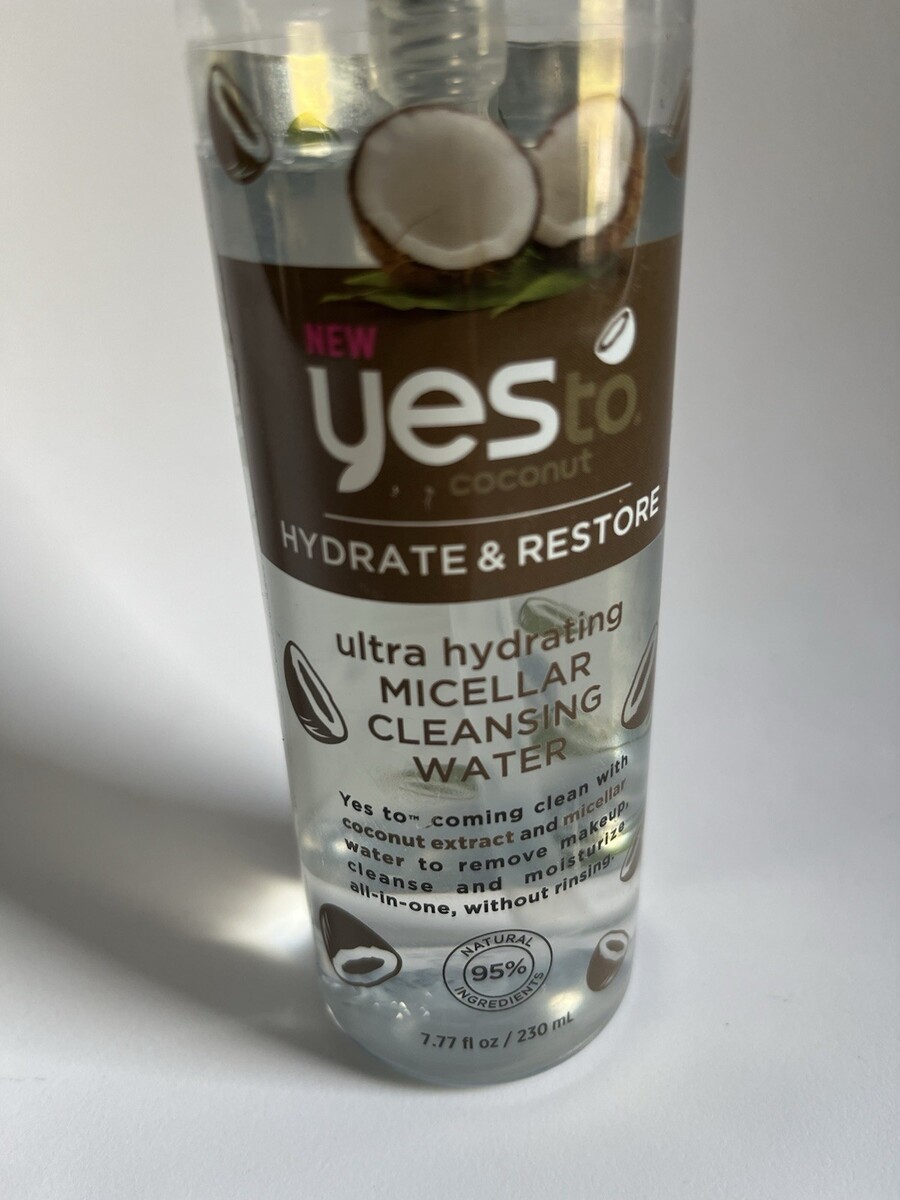 NEW
yes to®
coconut
HYDRATE & RESTORE
ultra hydrating
MICELLAR
CLEANSING
WATER
Yes to™ coming clean with
coconut extract and micellar
water to remove makeup,
cleanse and moisturize
all-in-one, without rinsing.
NATURAL
95%
INGREDIENTS
7.77 fl oz / 230 mL